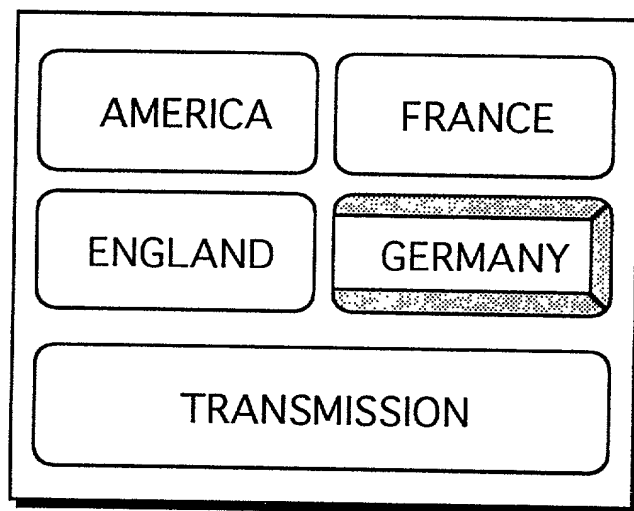 AMERICA
FRANCE
ENGLAND
GERMANY
TRANSMISSION